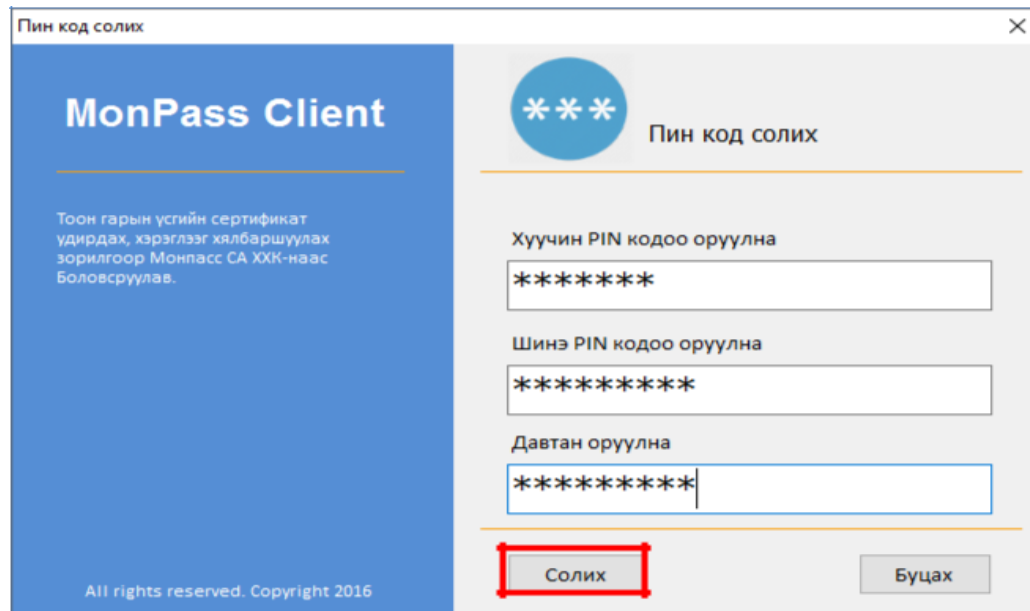 Пин код солих
MonPass Client
Тоон гарын үсгийн сертификат
удирдах, хэрэглээг хялбаршуулах
зорилгоор Монпасс СА ХХК-наас
Боловсруулав.
All rights reserved. Copyright 2016
***
Пин код солих
Хуучин PIN кодоо оруулна
*******
Шинэ PIN кодоо оруулна
*********
Давтан оруулна
*********
Солих
Буцах